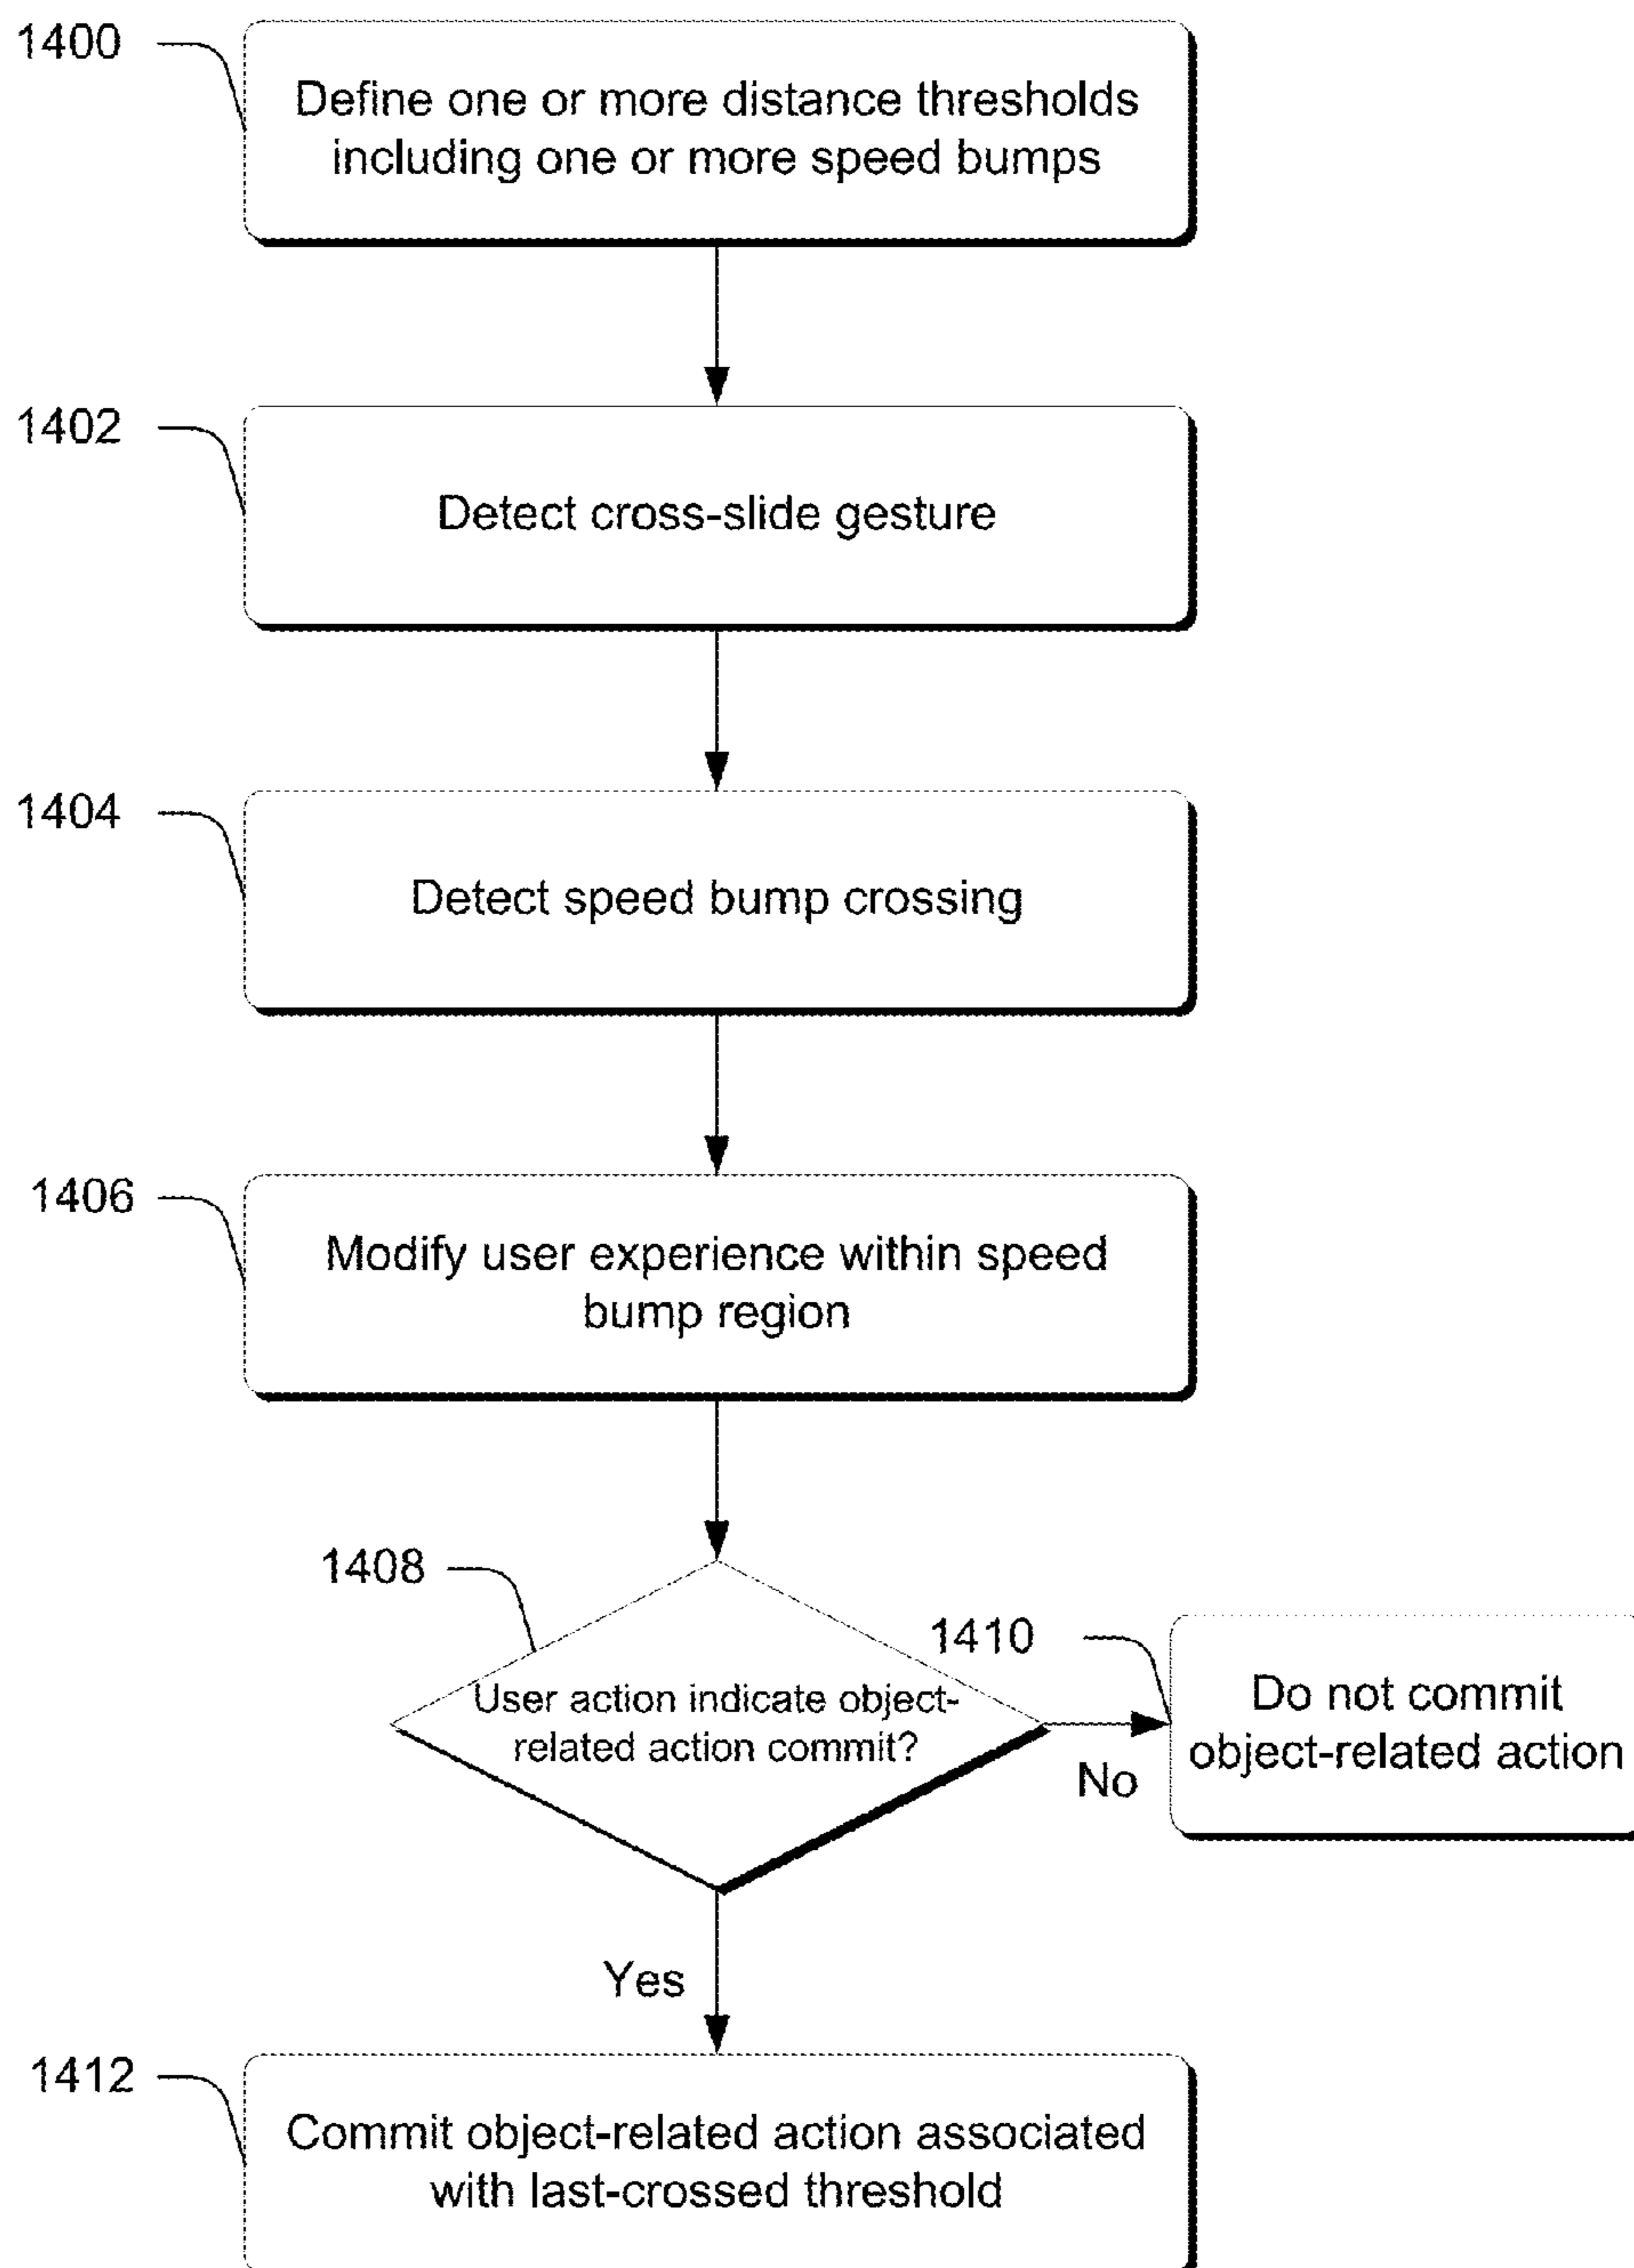 1400
Define one or more distance thresholds
including one or more speed bumps
1402
Detect cross-slide gesture
1404
Detect speed bump crossing
1406
Modify user experience within speed
bump region
1408
User action indicate object-
related action commit?
1410
Do not commit
object-related action
No
Yes
1412
Commit object-related action associated
with last-crossed threshold